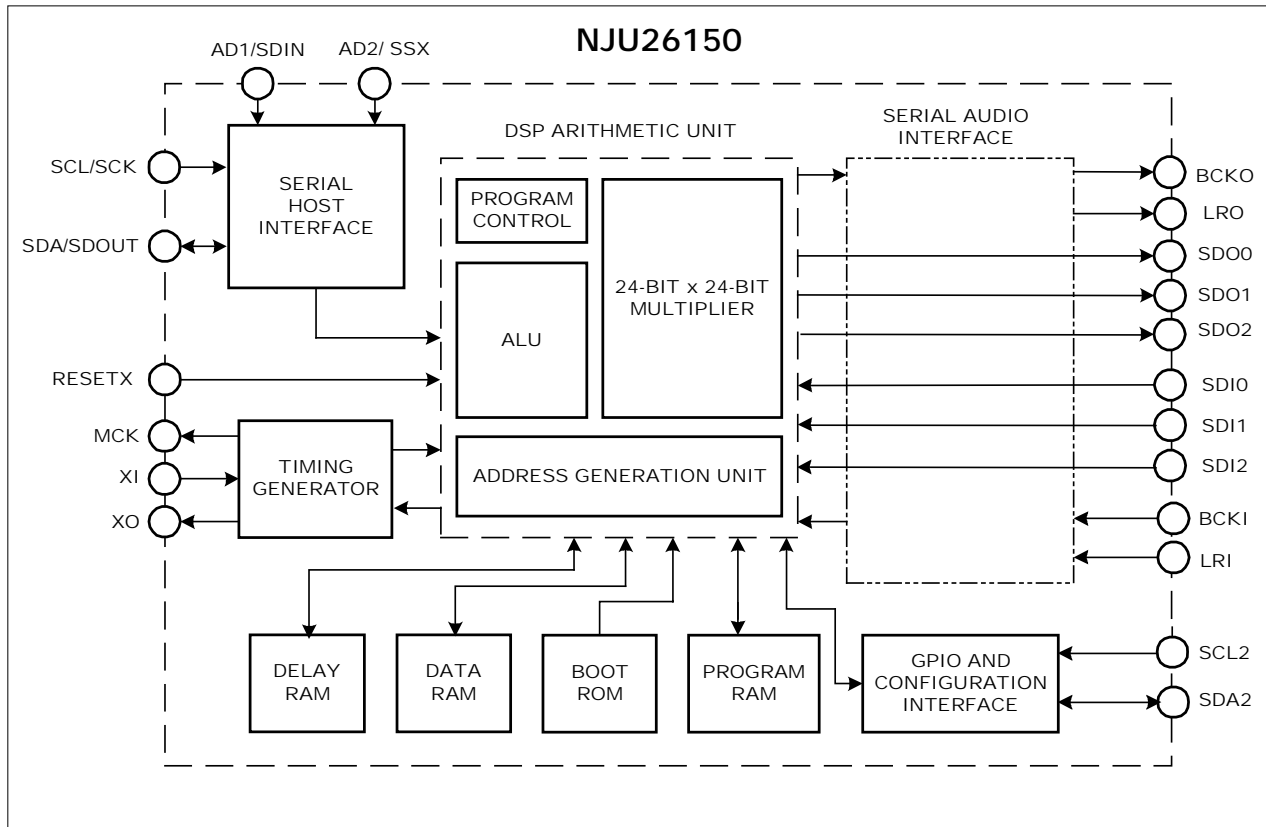 NJU26150
AD1/SDIN
AD2/ SSX
DSP ARITHMETIC UNIT
SERIAL AUDIO
INTERFACE
SCL/SCK
SDA/SDOUT
SERIAL
HOST
INTERFACE
PROGRAM
CONTROL
24-BIT x 24-BIT
MULTIPLIER
ALU
ADDRESS GENERATION UNIT
RESETX
MCK
XI
XO
TIMING
GENERATOR
BCKO
LRO
SDO0
SDO1
SDO2
SDI0
SDI1
SDI2
BCKI
LRI
DELAY
RAM
DATA
RAM
BOOT
ROM
PROGRAM
RAM
GPIO AND
CONFIGURATION
INTERFACE
SCL2
SDA2